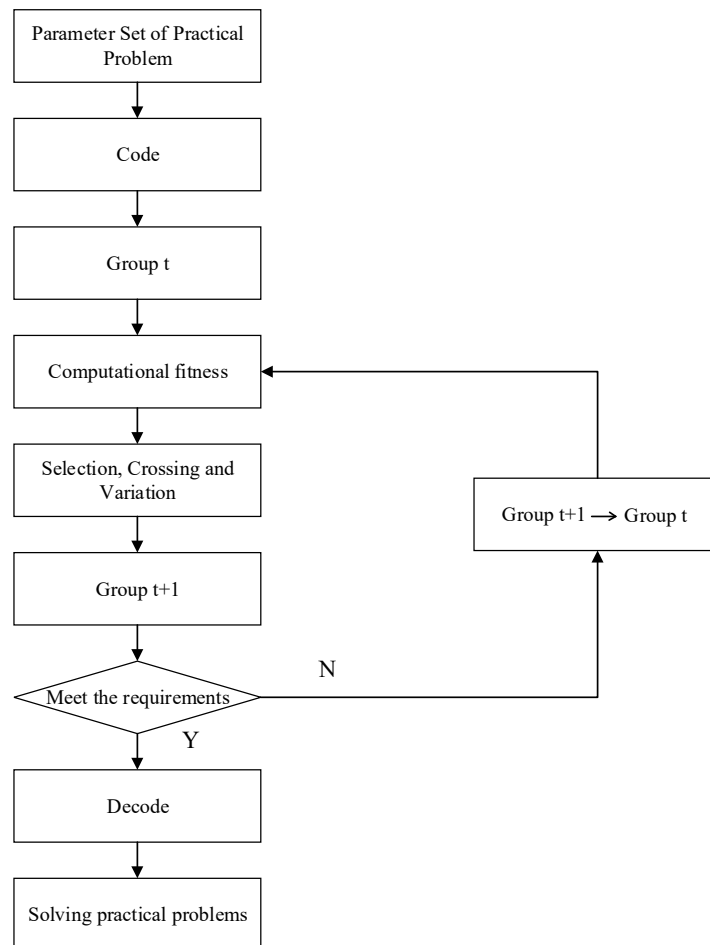 Parameter Set of Practical
Problem
Code
Group t
Computational fitness
Selection, Crossing and
Variation
Group t+1 → Group t
Group t+1
N
Meet the requirements
Y
Decode
Solving practical problems